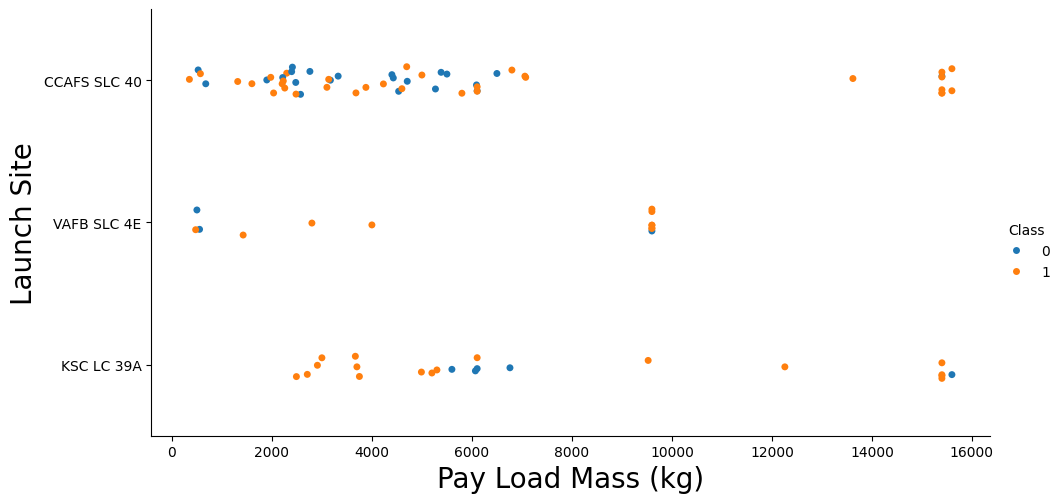 CCAFS SLC 40
VAFB SLC 4E
KSC LC 39A
Launch Site
0
2000
4000
6000
8000
10000
12000
14000
16000
Pay Load Mass (kg)
Class
0
1